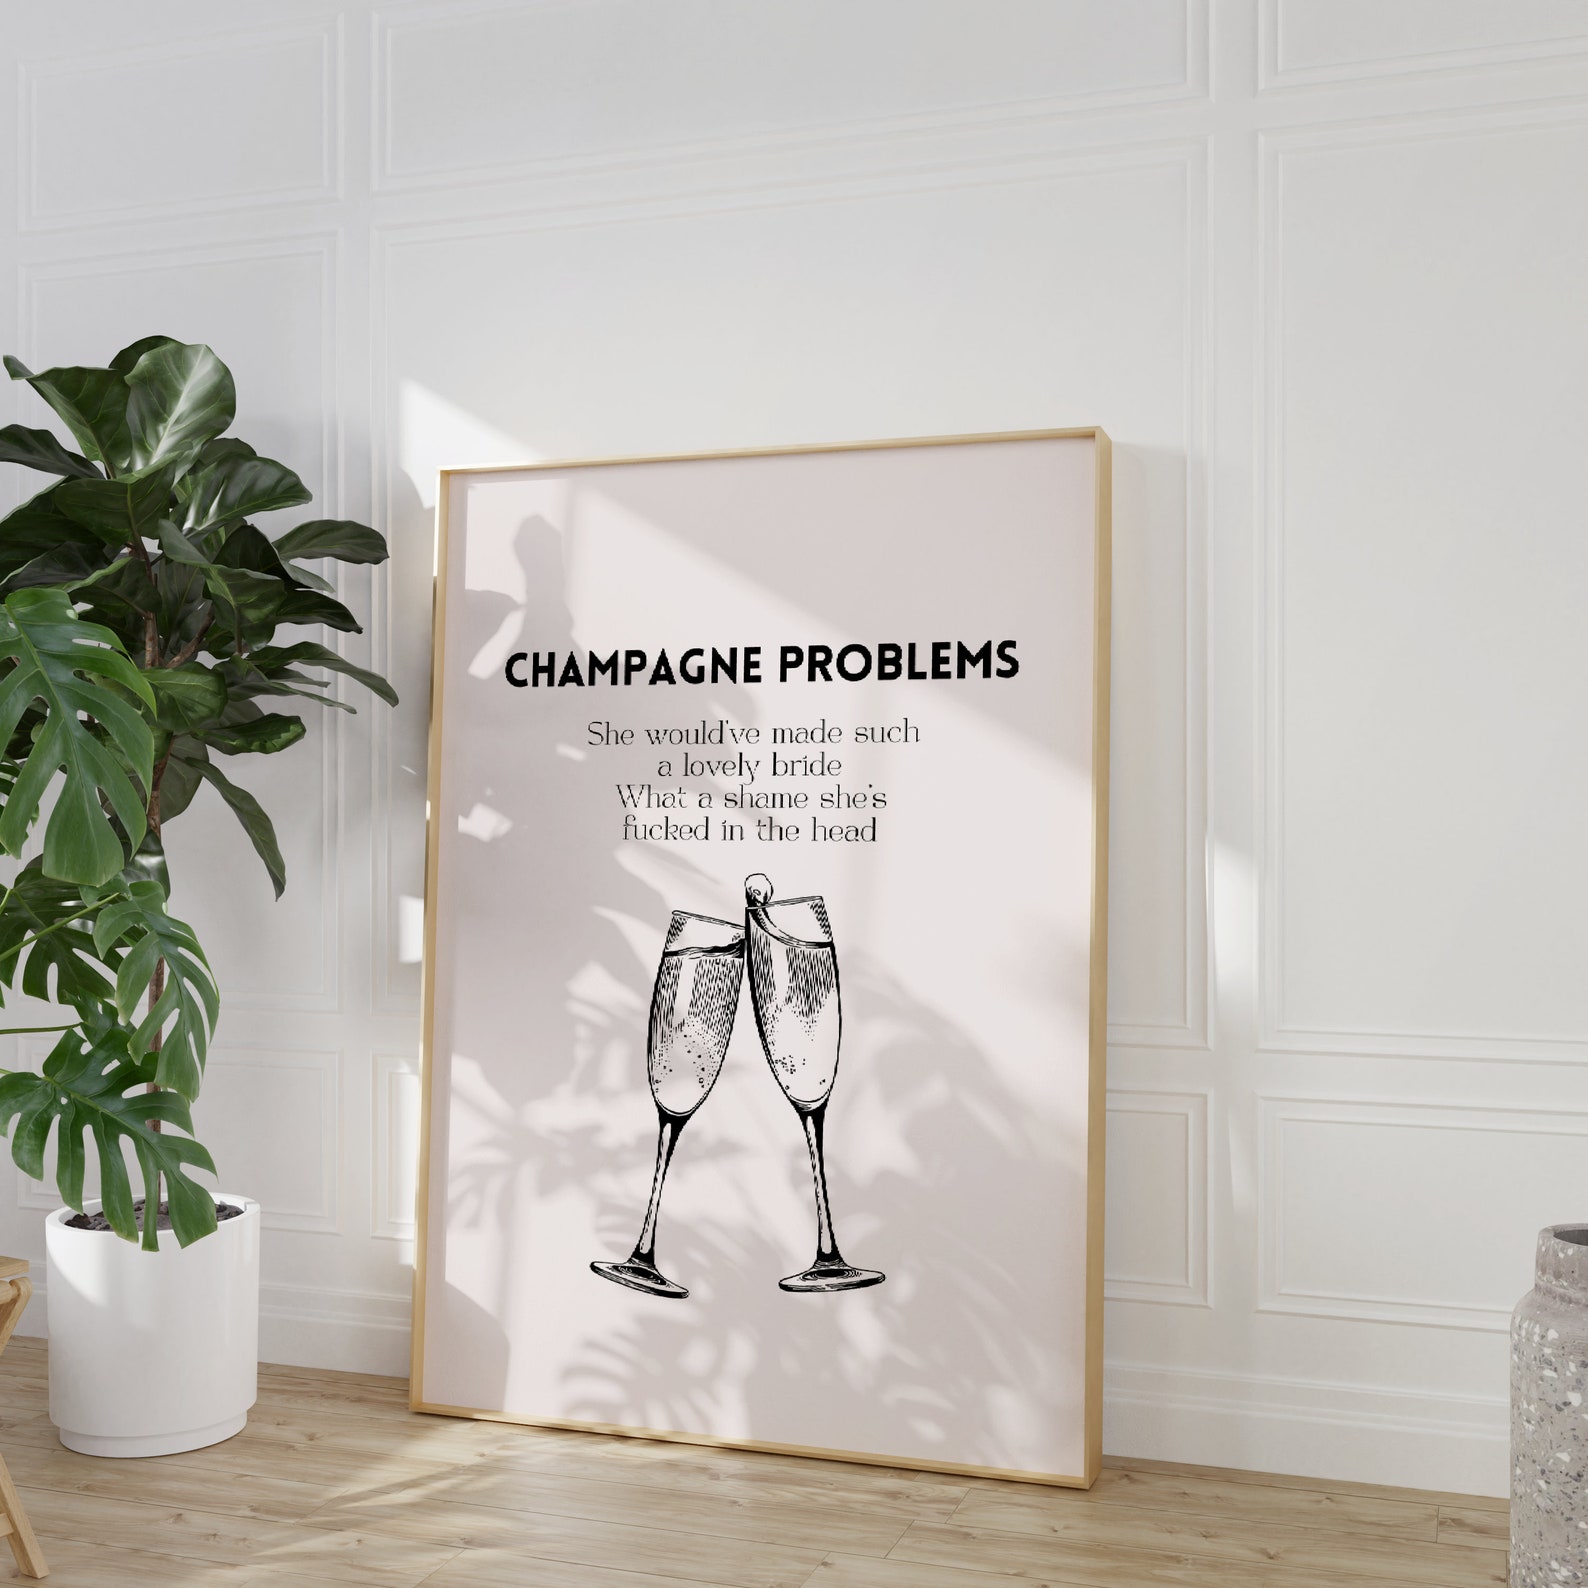 CHAMPAGNE PROBLEMS
She would've made such
a lovely bride
What a shame she's
fucked in the head